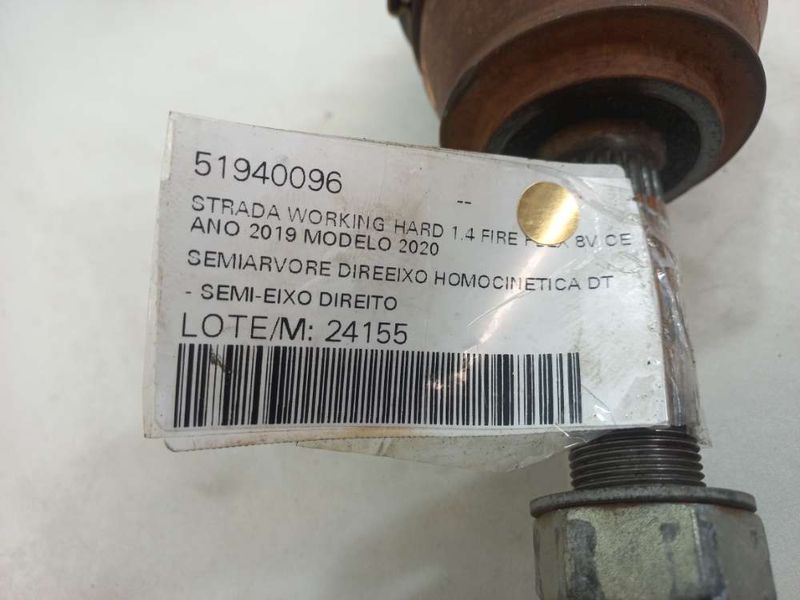 51940096 --
STRADA WORKING HARD 1.4 FIRE 8V CE
ANO 2019 MODELO 2020
SEMIARVORE DIREEIXO HOMOCINETICA DT
- SEMI-EIXO DIREITO
LOTE/M: 24155